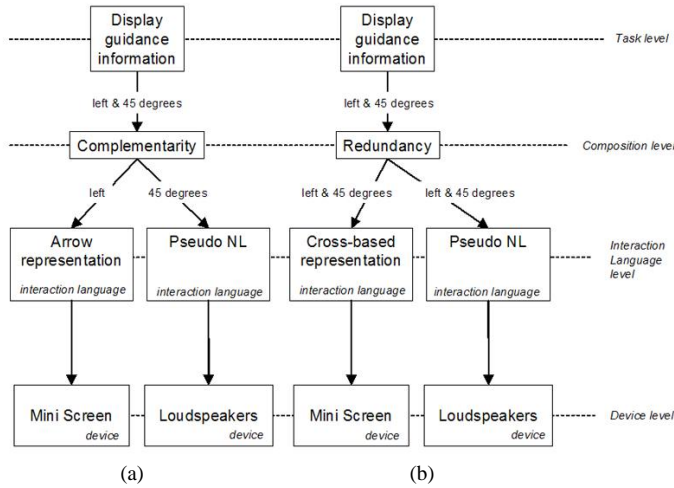 Display
guidance
information
Display
guidance
information
Task level
left & 45 degrees
left & 45 degrees
Complementarity
Redundancy
Composition level
left
45 degrees
left & 45 degrees
left & 45 degrees
Arrow
representation
interaction language
Pseudo NL
interaction language
Cross-based
representation
interaction language
Pseudo NL
interaction language
Interaction
Language
level
Mini Screen
device
Loudspeakers
device
Mini Screen
device
Loudspeakers
device
Device level
(a)
(b)